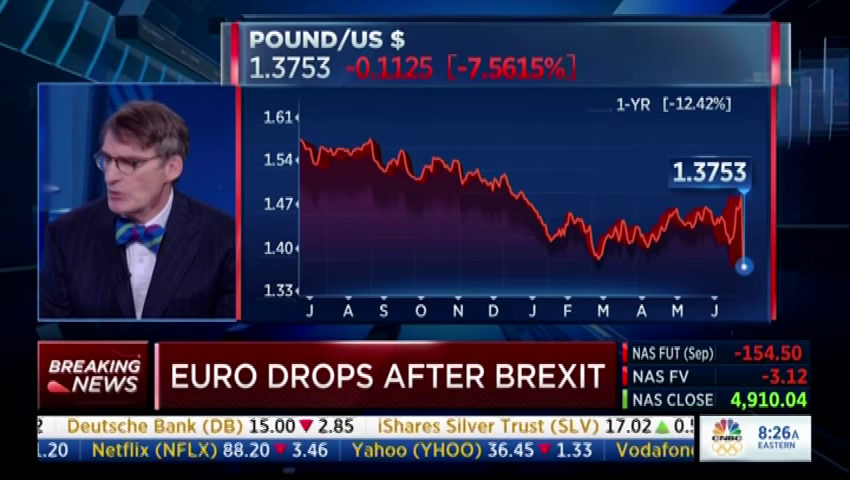 POUND/US $
1.3753 -0.1125 [-7.5615%]
1-YR [-12.42%]
1.61
1.54
1.47
1.40
1.33
1.3753
J A S O N D J F M A M J
BREAKING NEWS
EURO DROPS AFTER BREXIT
NAS FUT (Sep) -154.50
NAS FV -3.12
NAS CLOSE 4,910.04
Deutsche Bank (DB) 15.00 ▼ 2.85 iShares Silver Trust (SLV) 17.02 ▲
.20 Netflix (NFLX) 88.20 ▼ 3.46 Yahoo (YHOO) 36.45 ▼ 1.33 Vodafon
CNBC
8:26A
EASTERN